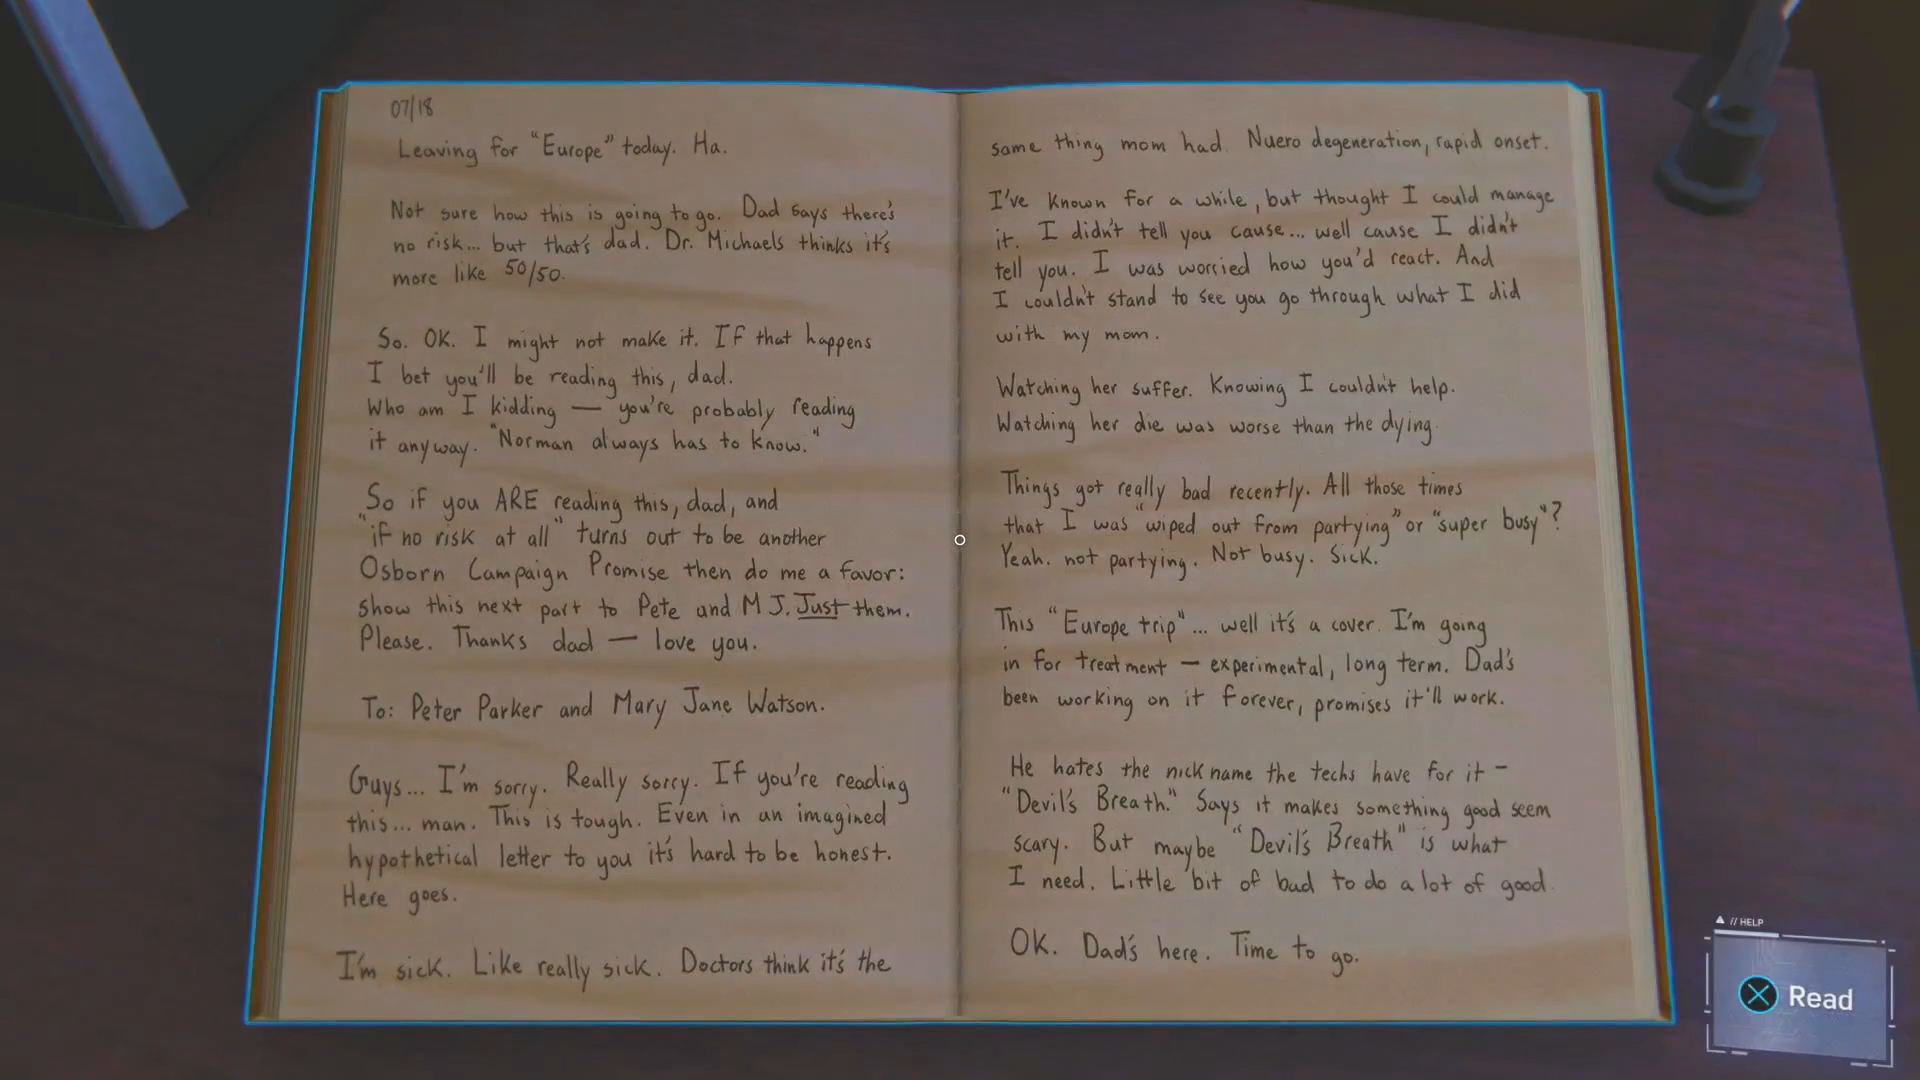 07/18
Leaving for "Europe" today. Ha.
Not sure how this is going to go. Dad says there's
no risk... but that's dad. Dr. Michaels thinks it's
more like 50/50.
So. OK. I might not make it. If that happens
I bet you'll be reading this, dad.
Who am I kidding — you're probably reading
it anyway. "Norman always has to know."
So if you ARE reading this, dad, and
"if no risk at all" turns out to be another
Osborn Campaign Promise then do me a favor:
show this next part to Pete and MJ. Just them.
Please. Thanks dad — love you.
To: Peter Parker and Mary Jane Watson.
Guys... I'm sorry. Really sorry. If you're reading
this... man. This is tough. Even in an imagined
hypothetical letter to you it's hard to be honest.
Here goes.
I'm sick. Like really sick. Doctors think it's the
same thing mom had. Nuero degeneration, rapid onset.
I've known for a while, but thought I could manage
it. I didn't tell you cause... well cause I didn't
tell you. I was worried how you'd react. And
I couldn't stand to see you go through what I did
with my mom.
Watching her suffer. Knowing I couldn't help.
Watching her die was worse than the dying.
Things got really bad recently. All those times
that I was "wiped out from partying" or "super busy"?
Yeah. not partying. Not busy. Sick.
This "Europe trip"... well it's a cover. I'm going
in for treatment — experimental, long term. Dad's
been working on it forever, promises it'll work.
He hates the nickname the techs have for it -
"Devil's Breath." Says it makes something good seem
scary. But maybe "Devil's Breath" is what
I need. Little bit of bad to do a lot of good.
OK. Dad's here. Time to go.
// HELP
Read